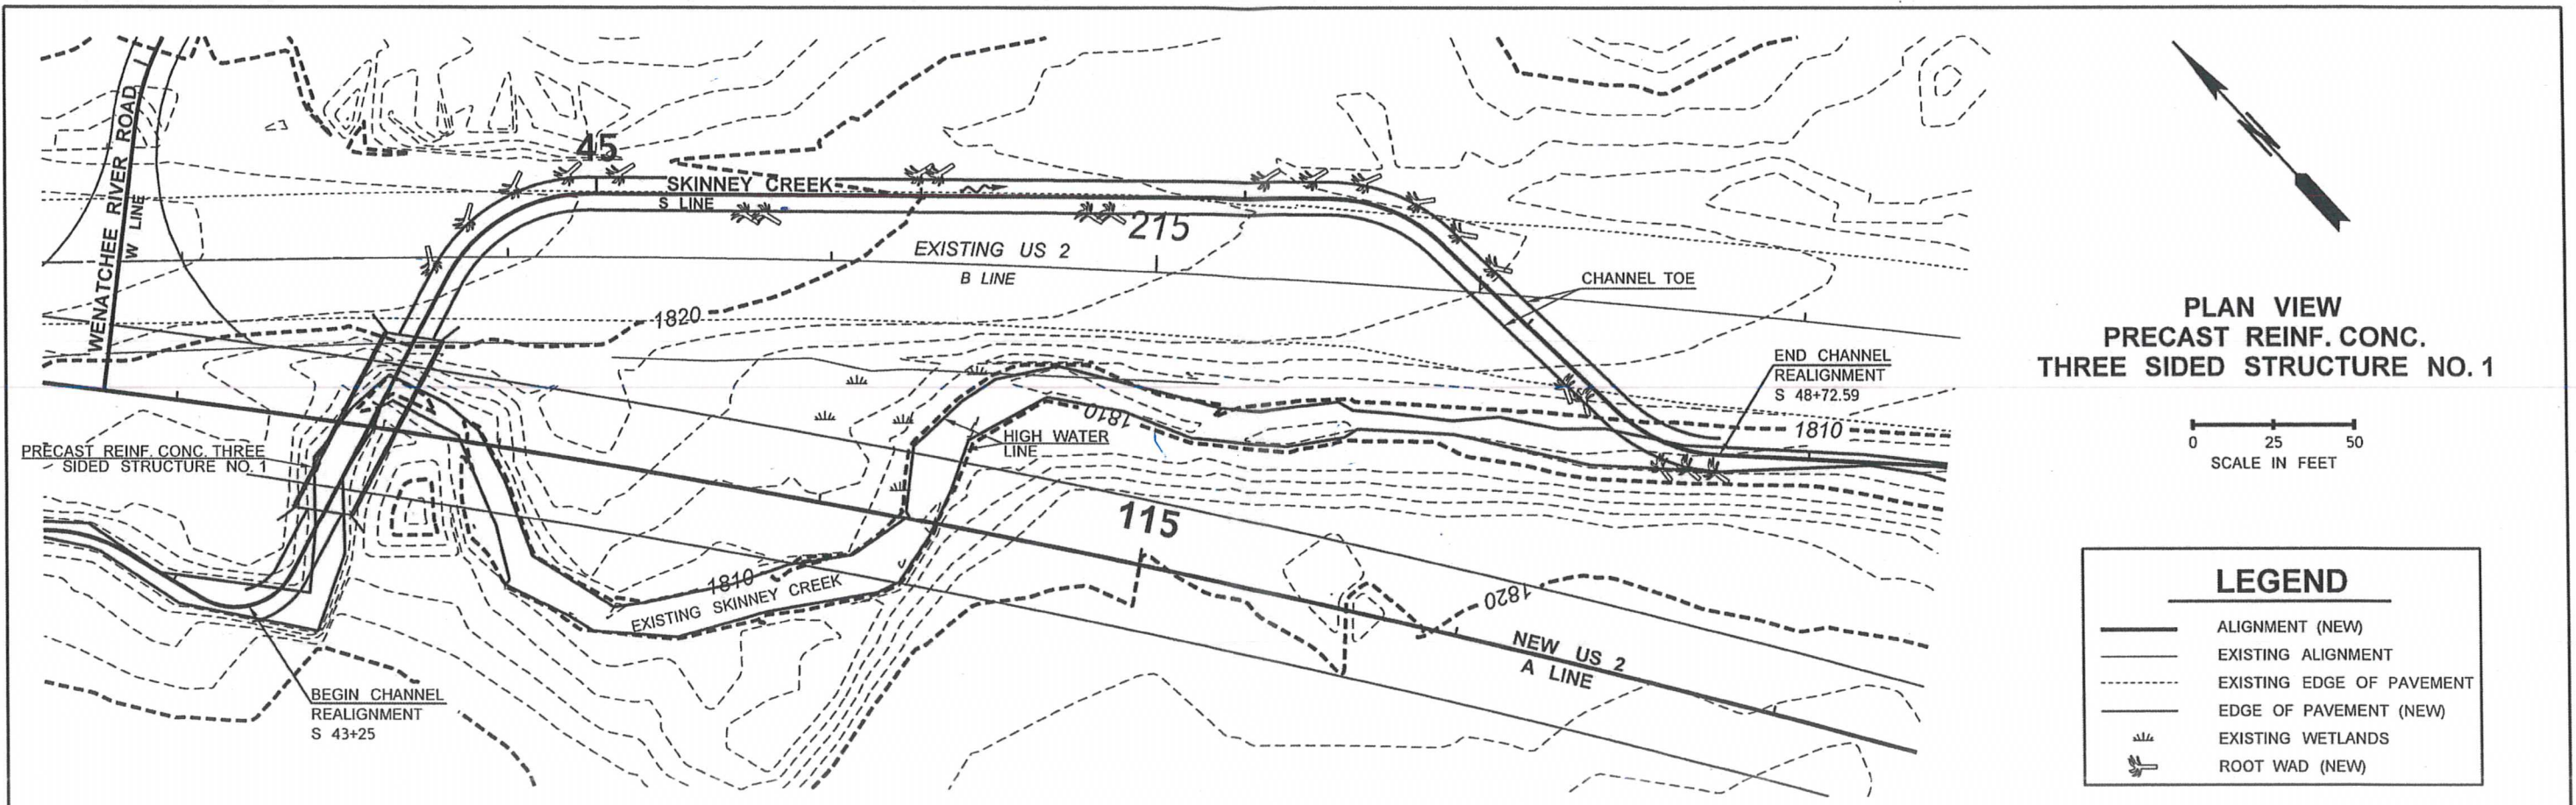 WENATCHEE RIVER ROAD
W LINE
45
SKINNEY CREEK
S LINE
215
EXISTING US 2
B LINE
1820
CHANNEL TOE
END CHANNEL
REALIGNMENT
S 48+72.59
1810
1810
HIGH WATER
LINE
PRECAST REINF. CONC. THREE
SIDED STRUCTURE NO. 1
115
1810
EXISTING SKINNEY CREEK
1820
NEW US 2
A LINE
BEGIN CHANNEL
REALIGNMENT
S 43+25
N
PLAN VIEW
PRECAST REINF. CONC.
THREE SIDED STRUCTURE NO. 1
0 25 50
SCALE IN FEET
LEGEND
ALIGNMENT (NEW)
EXISTING ALIGNMENT
EXISTING EDGE OF PAVEMENT
EDGE OF PAVEMENT (NEW)
EXISTING WETLANDS
ROOT WAD (NEW)